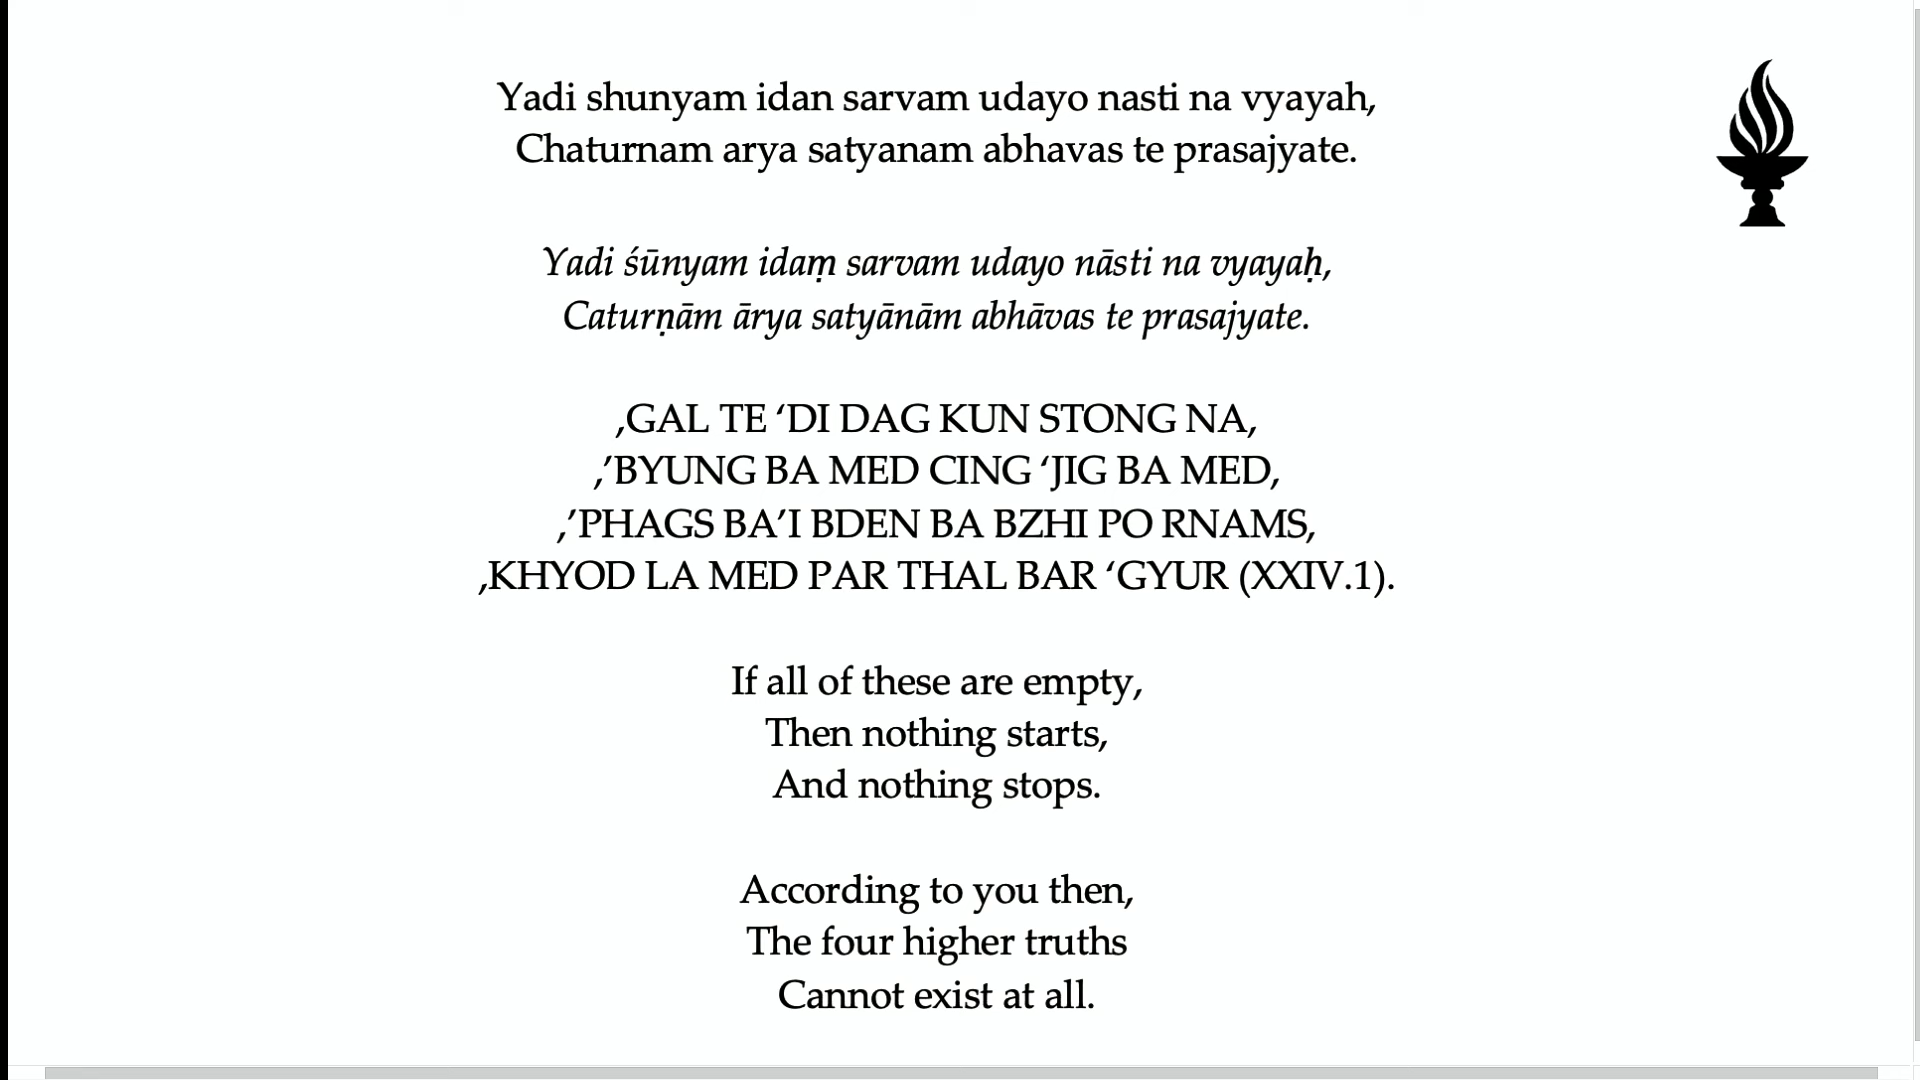 Yadi shunyam idan sarvam udayo nasti na vyayah,
Chaturnam arya satyanam abhavas te prasajyate.
Yadi śūnyam idaṃ sarvam udayo nāsti na vyayaḥ,
Caturṇām ārya satyānām abhāvas te prasajyate.
,GAL TE ‘DI DAG KUN STONG NA,
,’BYUNG BA MED CING ‘JIG BA MED,
,’PHAGS BA’I BDEN BA BZHI PO RNAMS,
,KHYOD LA MED PAR THAL BAR ‘GYUR (XXIV.1).
If all of these are empty,
Then nothing starts,
And nothing stops.
According to you then,
The four higher truths
Cannot exist at all.